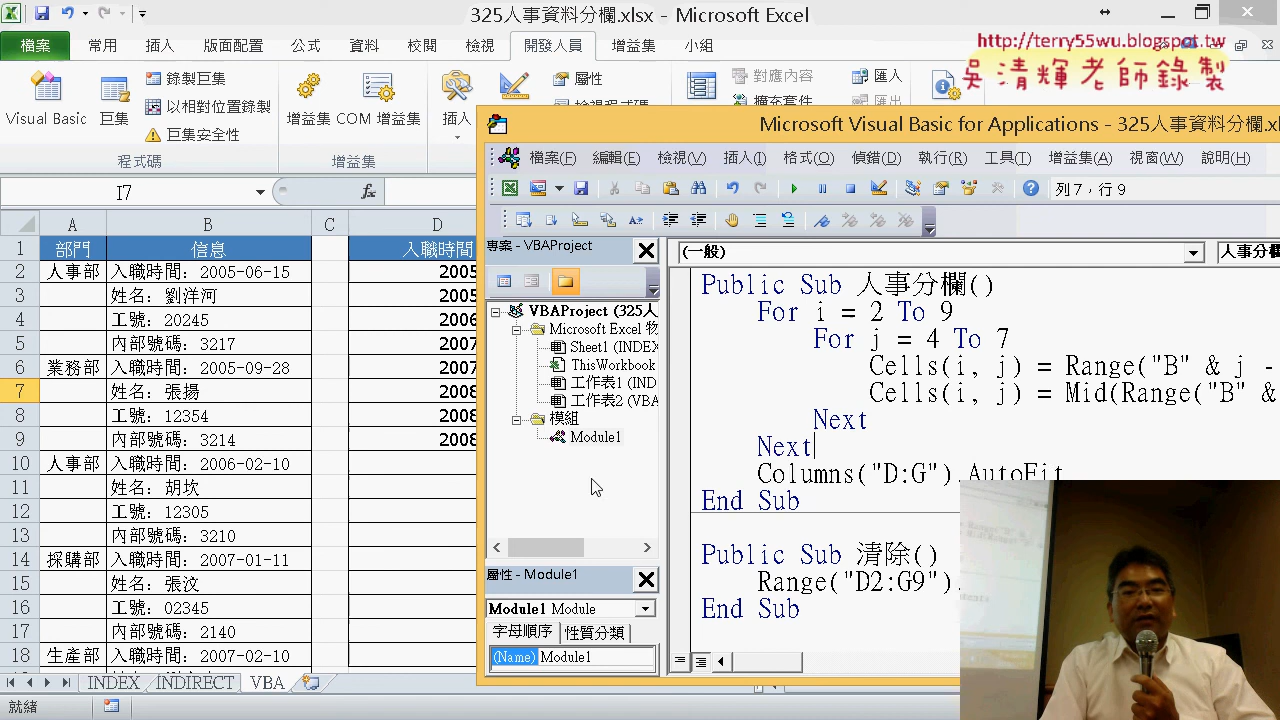 325人事資料分欄.xlsx - Microsoft Excel
http://terry55wu.blogspot.tw
吳清輝老師錄製
檔案 常用 插入 版面配置 公式 資料 校閱 檢視 開發人員 增益集 小組
Visual Basic 巨集 錄製巨集 以相對位置錄製 巨集安全性 程式碼
增益集 COM 增益集 增益集
插入 屬性 檢視程式碼
對應內容 擴充套件 匯入 匯出
I7 fx
Microsoft Visual Basic for Applications - 325人事資料分欄.xl
檔案(F) 編輯(E) 檢視(V) 插入(I) 格式(O) 偵錯(D) 執行(R) 工具(T) 增益集(A) 視窗(W) 說明(H)
列 7，行 9
A B C D
1 部門 信息 入職時間
2 人事部 入職時間：2005-06-15 2005
3 姓名：劉洋河 2005
4 工號：20245 2006
5 內部號碼：3217 2007
6 業務部 入職時間：2005-09-28 2007
7 姓名：張揚 2008
8 工號：12354 2008
9 內部號碼：3214 2008
10 人事部 入職時間：2006-02-10
11 姓名：胡坎
12 工號：12305
13 內部號碼：3210
14 採購部 入職時間：2007-01-11
15 姓名：張汶
16 工號：02345
17 內部號碼：2140
18 生產部 入職時間：2007-02-10
INDEX INDIRECT VBA
就緒
專案 - VBAProject
VBAProject (325人
Microsoft Excel 物
Sheet1 (INDEX
ThisWorkbook
工作表1 (IND
工作表2 (VBA
模組
Module1
屬性 - Module1
Module1 Module
字母順序 性質分類
(Name) Module1
(一般) 人事分欄
Public Sub 人事分欄()
For i = 2 To 9
For j = 4 To 7
Cells(i, j) = Range("B" & j -
Cells(i, j) = Mid(Range("B" &
Next
Next
Columns("D:G").AutoFit
End Sub
Public Sub 清除()
Range("D2:G9").
End Sub